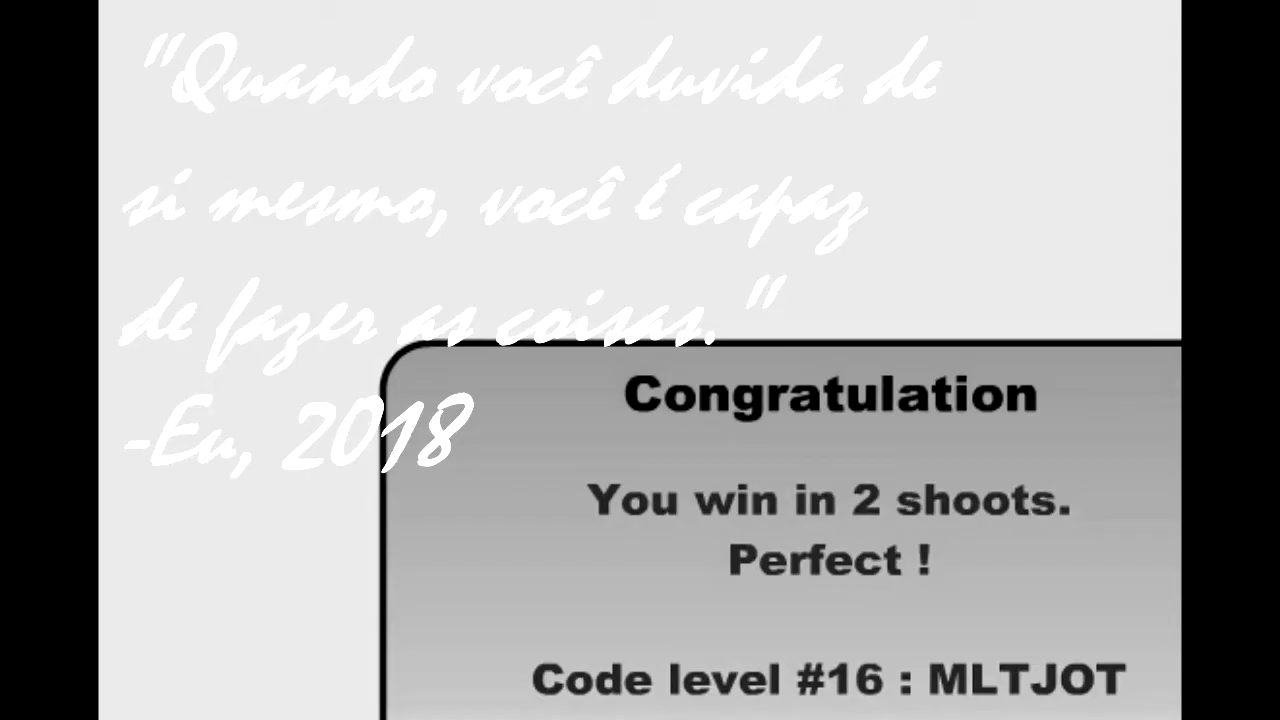 "Quando você duvida de
si mesmo, você é capaz
de fazer as coisas."
-Eu, 2018
Congratulation
You win in 2 shoots.
Perfect !
Code level #16 : MLTJOT